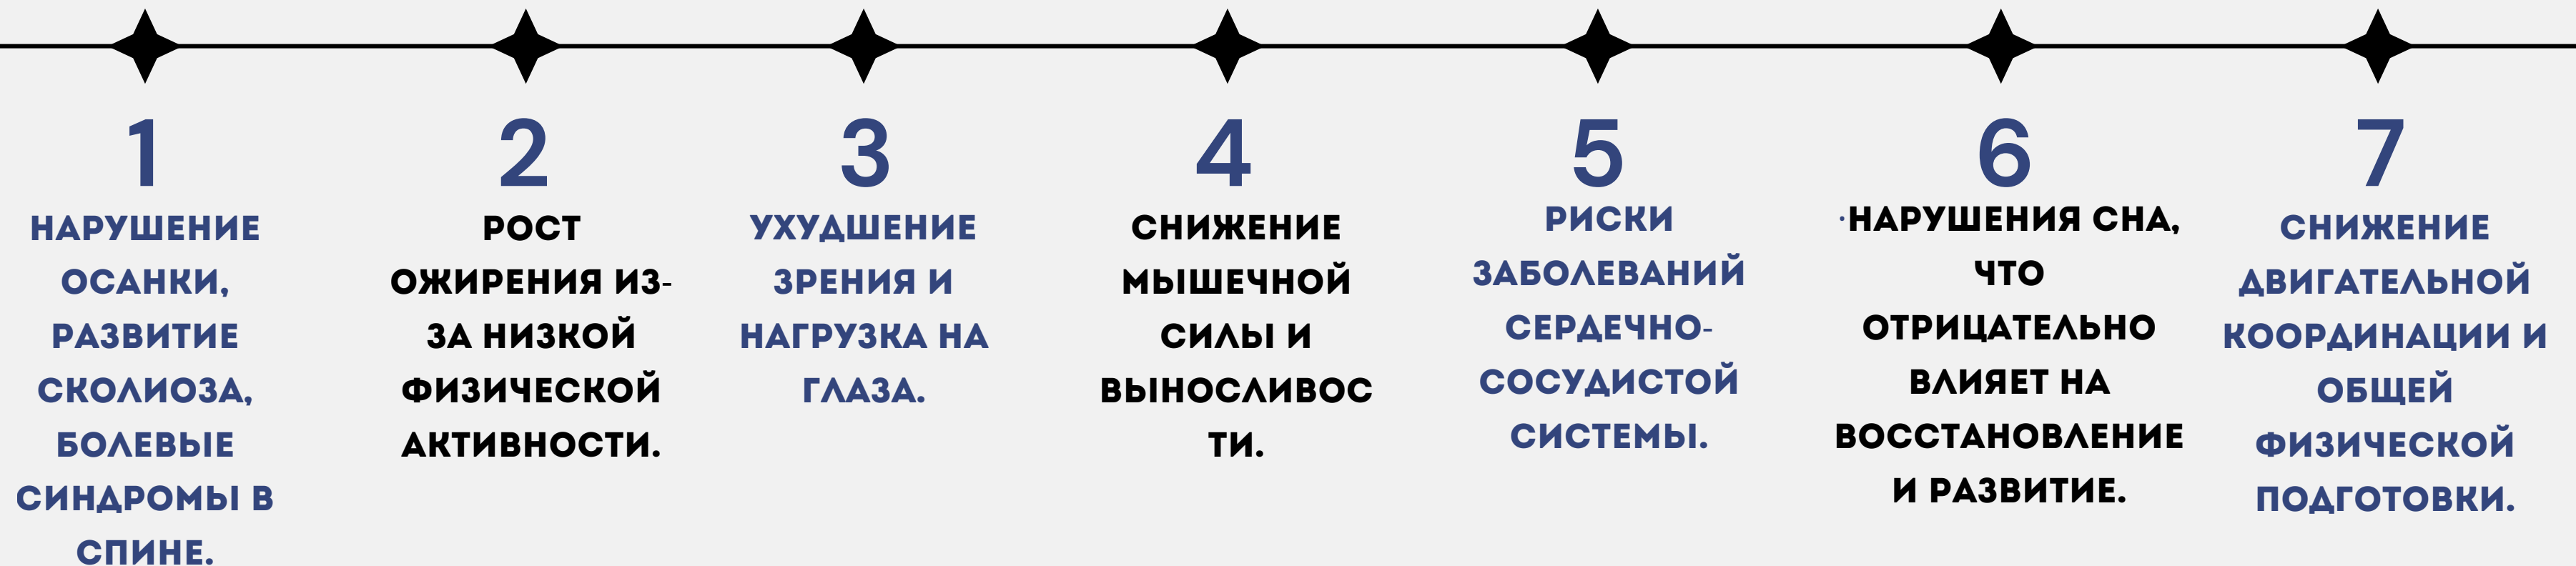 1
НАРУШЕНИЕ
ОСАНКИ,
РАЗВИТИЕ
СКОЛИОЗА,
БОЛЕВЫЕ
СИНДРОМЫ В
СПИНЕ.
2
РОСТ
ОЖИРЕНИЯ ИЗ-
ЗА НИЗКОЙ
ФИЗИЧЕСКОЙ
АКТИВНОСТИ.
3
УХУДШЕНИЕ
ЗРЕНИЯ И
НАГРУЗКА НА
ГЛАЗА.
4
СНИЖЕНИЕ
МЫШЕЧНОЙ
СИЛЫ И
ВЫНОСЛИВОС
ТИ.
5
РИСКИ
ЗАБОЛЕВАНИЙ
СЕРДЕЧНО-
СОСУДИСТОЙ
СИСТЕМЫ.
6
·НАРУШЕНИЯ СНА,
ЧТО
ОТРИЦАТЕЛЬНО
ВЛИЯЕТ НА
ВОССТАНОВЛЕНИЕ
И РАЗВИТИЕ.
7
СНИЖЕНИЕ
ДВИГАТЕЛЬНОЙ
КООРДИНАЦИИ И
ОБЩЕЙ
ФИЗИЧЕСКОЙ
ПОДГОТОВКИ.